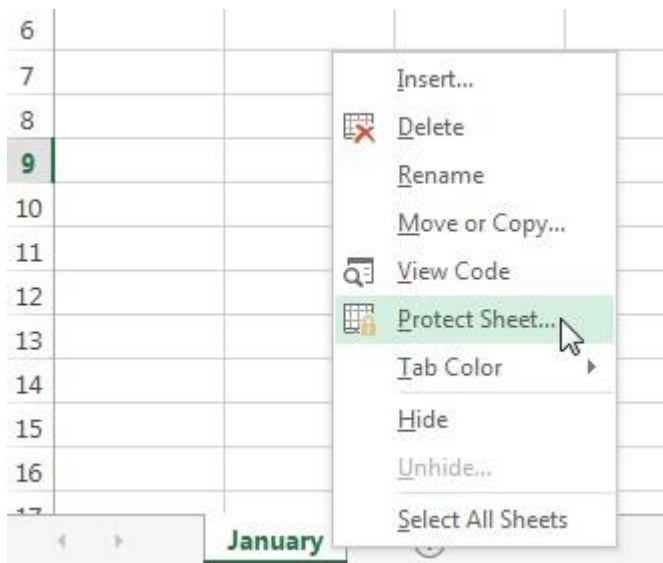 6
7
Insert...
8
Delete
9
Rename
10
Move or Copy...
11
View Code
12
Protect Sheet...
13
Tab Color
14
Hide
15
Unhide...
16
Select All Sheets
17
January